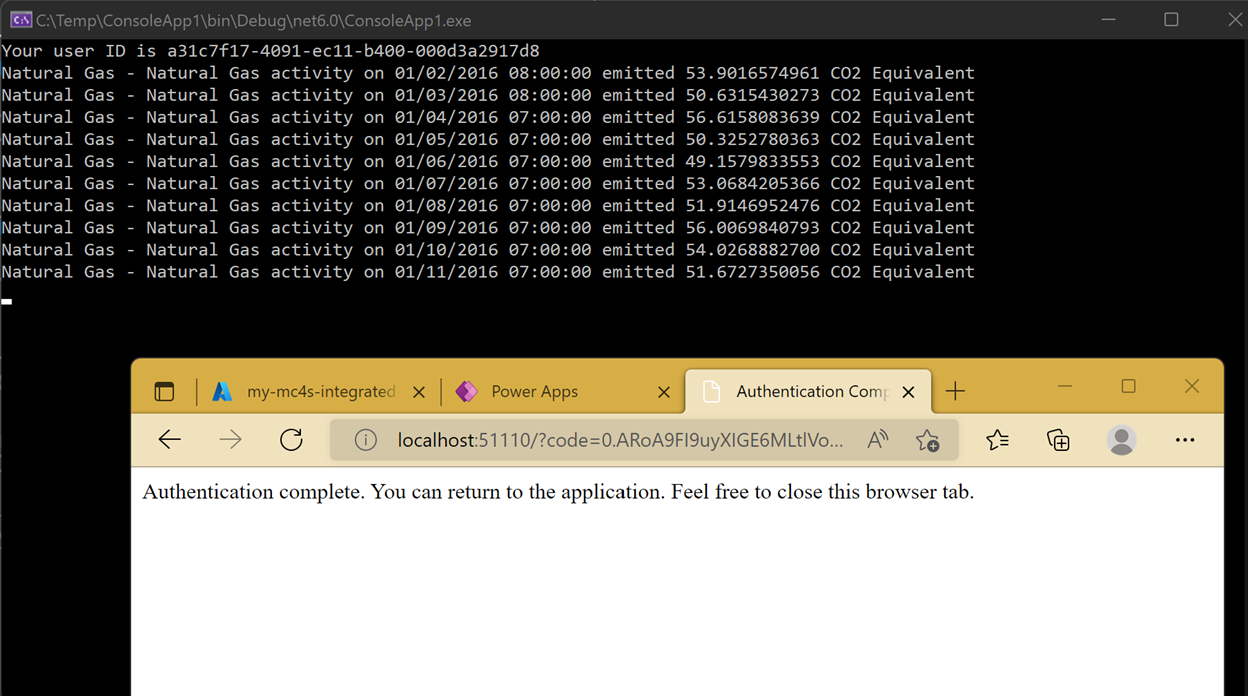 C:\Temp\ConsoleApp1\bin\Debug\net6.0\ConsoleApp1.exe
Your user ID is a31c7f17-4091-ec11-b400-000d3a2917d8
Natural Gas - Natural Gas activity on 01/02/2016 08:00:00 emitted 53.9016574961 CO2 Equivalent
Natural Gas - Natural Gas activity on 01/03/2016 08:00:00 emitted 50.6315430273 CO2 Equivalent
Natural Gas - Natural Gas activity on 01/04/2016 07:00:00 emitted 56.6158083639 CO2 Equivalent
Natural Gas - Natural Gas activity on 01/05/2016 07:00:00 emitted 50.3252780363 CO2 Equivalent
Natural Gas - Natural Gas activity on 01/06/2016 07:00:00 emitted 49.1579833553 CO2 Equivalent
Natural Gas - Natural Gas activity on 01/07/2016 07:00:00 emitted 53.0684205366 CO2 Equivalent
Natural Gas - Natural Gas activity on 01/08/2016 07:00:00 emitted 51.9146952476 CO2 Equivalent
Natural Gas - Natural Gas activity on 01/09/2016 07:00:00 emitted 56.0069840793 CO2 Equivalent
Natural Gas - Natural Gas activity on 01/10/2016 07:00:00 emitted 54.0268882700 CO2 Equivalent
Natural Gas - Natural Gas activity on 01/11/2016 07:00:00 emitted 51.6727350056 CO2 Equivalent
my-mc4s-integrated- Power Apps Authentication Comp
localhost:51110/?code=0.ARoA9FI9uyXIGE6MLtlVo...
Authentication complete. You can return to the application. Feel free to close this browser tab.